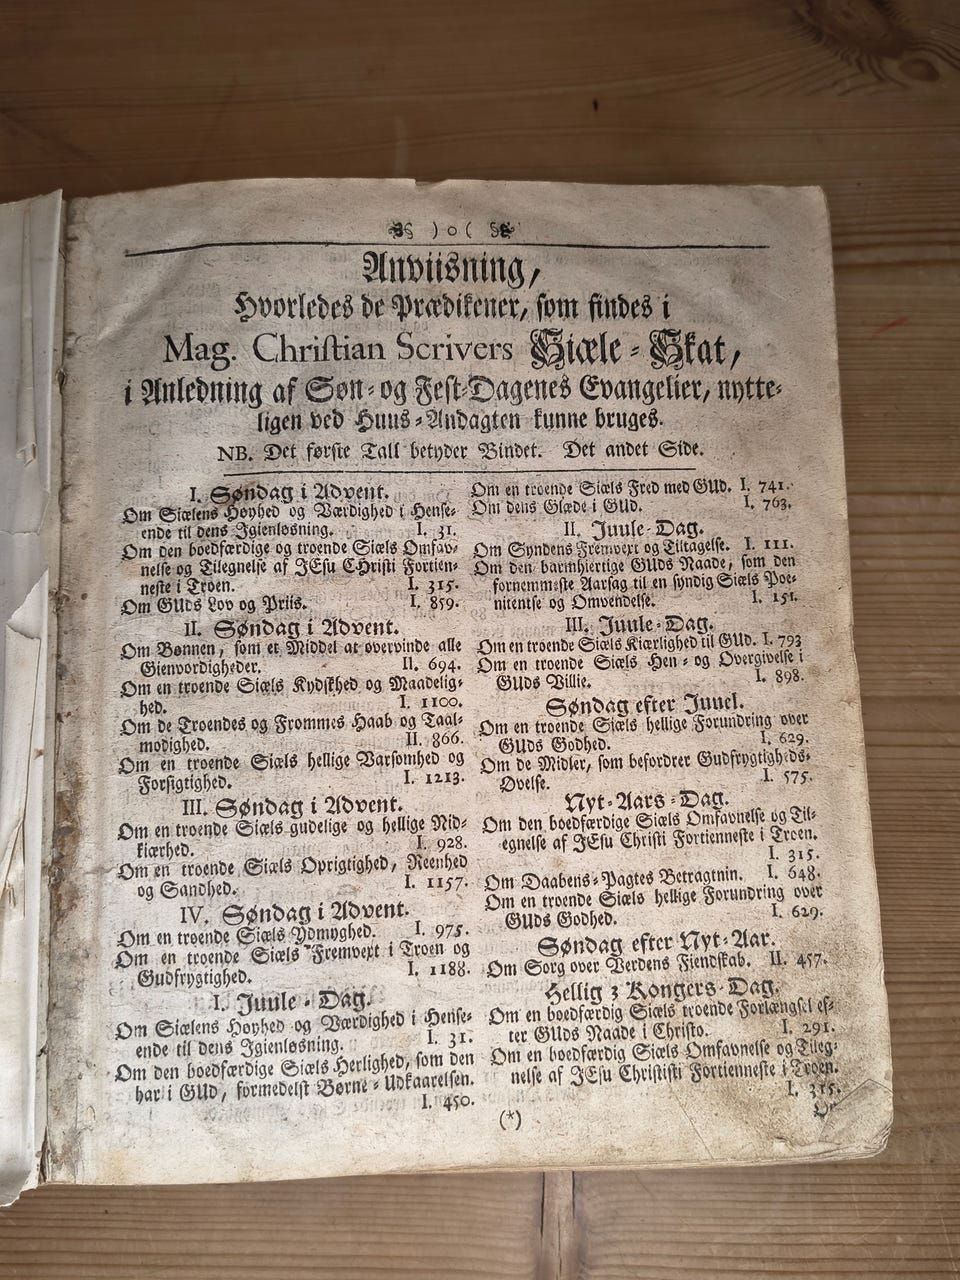 ) o (
Anviisning,
Hvorledes de Prædikener, som findes i
Mag. Christian Scrivers Siæle-Skat,
i Anledning af Søn- og Fest-Dagenes Evangelier, nytte-
ligen ved Huus-Andagten kunne bruges.
NB. Det første Tall betyder Bindet. Det andet Side.
I. Søndag i Advent.
Om Siælens Høyhed og Værdighed i Hense-
ende til dens Igienløsning. I. 31.
Om den boedfærdige og troende Siæls Omfav-
nelse og Tilegnelse af JEsu CHristi Fortien-
neste i Troen. I. 315.
Om GUds Lov og Priis. I. 859.
II. Søndag i Advent.
Om Bønnen, som et Middel at overvinde alle
Gienvordigheder. II. 694.
Om en troende Siæls Kydskhed og Maadelig-
hed. I. 1100.
Om de Troendes og Frommes Haab og Taal-
modighed. II. 866.
Om en troende Siæls hellige Varsomhed og
Forsigtighed. I. 1213.
III. Søndag i Advent.
Om en troende Siæls gudelige og hellige Nid-
kiærhed. I. 928.
Om en troende Siæls Oprigtighed, Reenhed
og Sandhed. I. 1157.
IV. Søndag i Advent.
Om en troende Siæls Ydmyghed. I. 975.
Om en troende Siæls Fremvext i Troen og
Gudfrygtighed. I. 1188.
I. Juule-Dag.
Om Siælens Høyhed og Værdighed i Hense-
ende til dens Igienløsning. I. 31.
Om den boedfærdige Siæls Herlighed, som den
har i GUd, formedelst Børne-Udkaarelsen.
I. 450.
Om en troende Siæls Fred med GUd. I. 741.
Om dens Glæde i GUd. I. 763.
II. Juule-Dag.
Om Syndens Fremvext og Tiltagelse. I. 111.
Om den barmhiertige GUds Naade, som den
fornemmeste Aarsag til en syndig Siæls Poe-
nitentse og Omvendelse. I. 151.
III. Juule-Dag.
Om en troende Siæls Kiærlighed til GUd. I. 793
Om en troende Siæls Hen- og Overgivelse i
GUds Villie. I. 898.
Søndag efter Juuel.
Om en troende Siæls hellige Forundring over
GUds Godhed. I. 629.
Om de Midler, som befordrer Gudfrygtigheds-
Øvelse. I. 575.
Nyt-Aars-Dag.
Om den boedfærdige Siæls Omfavnelse og Til-
egnelse af JEsu Christi Fortienneste i Troen.
I. 315.
Om Daabens-Pagtes Betragtnin. I. 648.
Om en troende Siæls hellige Forundring over
GUds Godhed. I. 629.
Søndag efter Nyt-Aar.
Om Sorg over Verdens Fiendskab. II. 457.
Hellig 3 Kongers-Dag.
Om en boedfærdig Siæls troende Forlængsel ef-
ter GUds Naade i Christo. I. 291.
Om en boedfærdig Siæls Omfavnelse og Tileg-
nelse af JEsu Christisti Fortienneste i Troen.
I. 315.
(*)